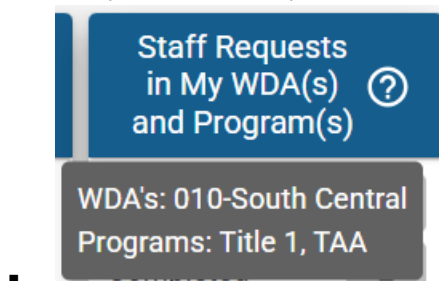 Staff Requests
in My WDA(s)
and Program(s)
WDA's: 010-South Central
Programs: Title 1, TAA